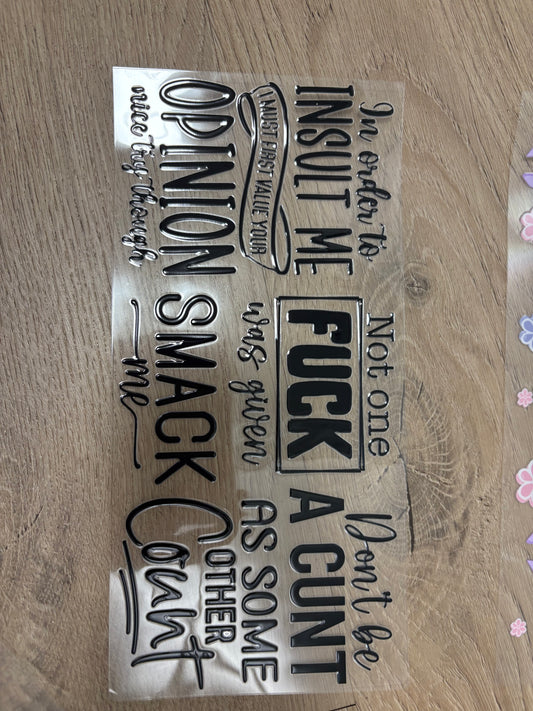 In order to
INSULT ME
I MUST FIRST VALUE YOUR
OPINION
nice try though
Not one
FUCK
was given
SMACK
me
Don't be
A CUNT
AS SOME
OTHER
Count